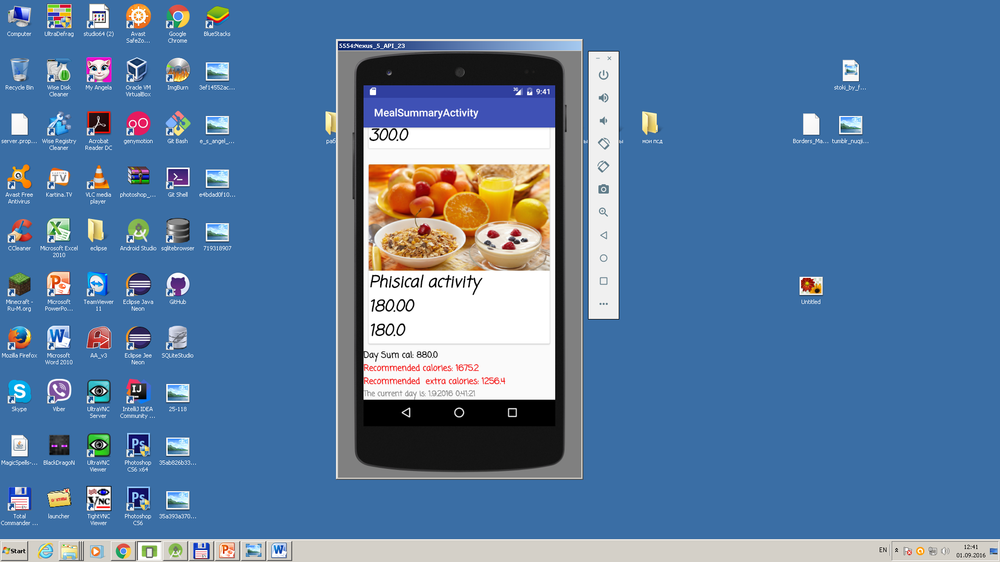 Computer
UltraDefrag
studio64 (2)
Avast
SafeZo...
Google
Chrome
BlueStacks
Recycle Bin
Wise Disk
Cleaner
My Angela
Oracle VM
VirtualBox
ImgBurn
3ef14552ac...
server.prop...
Wise Registry
Cleaner
Acrobat
Reader DC
genymotion
Git Bash
e_s_angel_...
Avast Free
Antivirus
KARTINA
TV
Kartina.TV
VLC media
player
photoshop_...
Git Shell
e4bdad0f10...
CCleaner
Microsoft Excel
2010
eclipse
Android Studio
sqlitebrowser
719318907
Minecraft -
Ru-M.org
Microsoft
PowerPo...
TeamViewer
11
Eclipse Java
Neon
GitHub
Mozilla Firefox
Microsoft
Word 2010
AA_v3
Eclipse Jee
Neon
SQLiteStudio
Skype
Viber
UltraVNC
Server
IntelliJ IDEA
Community ...
25-118
MagicSpells-...
BlackDragoN
UltraVNC
Viewer
Photoshop
CS6 x64
35ab826b33...
Total
Commander ...
launcher
TightVNC
Viewer
Photoshop
CS6
35a393a370...
5554:Nexus_5_API_23
3G 9:41
MealSummaryActivity
300.0
Phisical activity
180.00
180.0
Day Sum cal: 880.0
Recommended calories: 1675.2
Recommended  extra calories: 1256.4
The current day is: 1.9.2016 0:41:21
раб
ы
ы
мои псд
stoki_by_f...
Borders_Ma...
tumblr_nuqji...
Untitled
Start
EN
12:41
01.09.2016